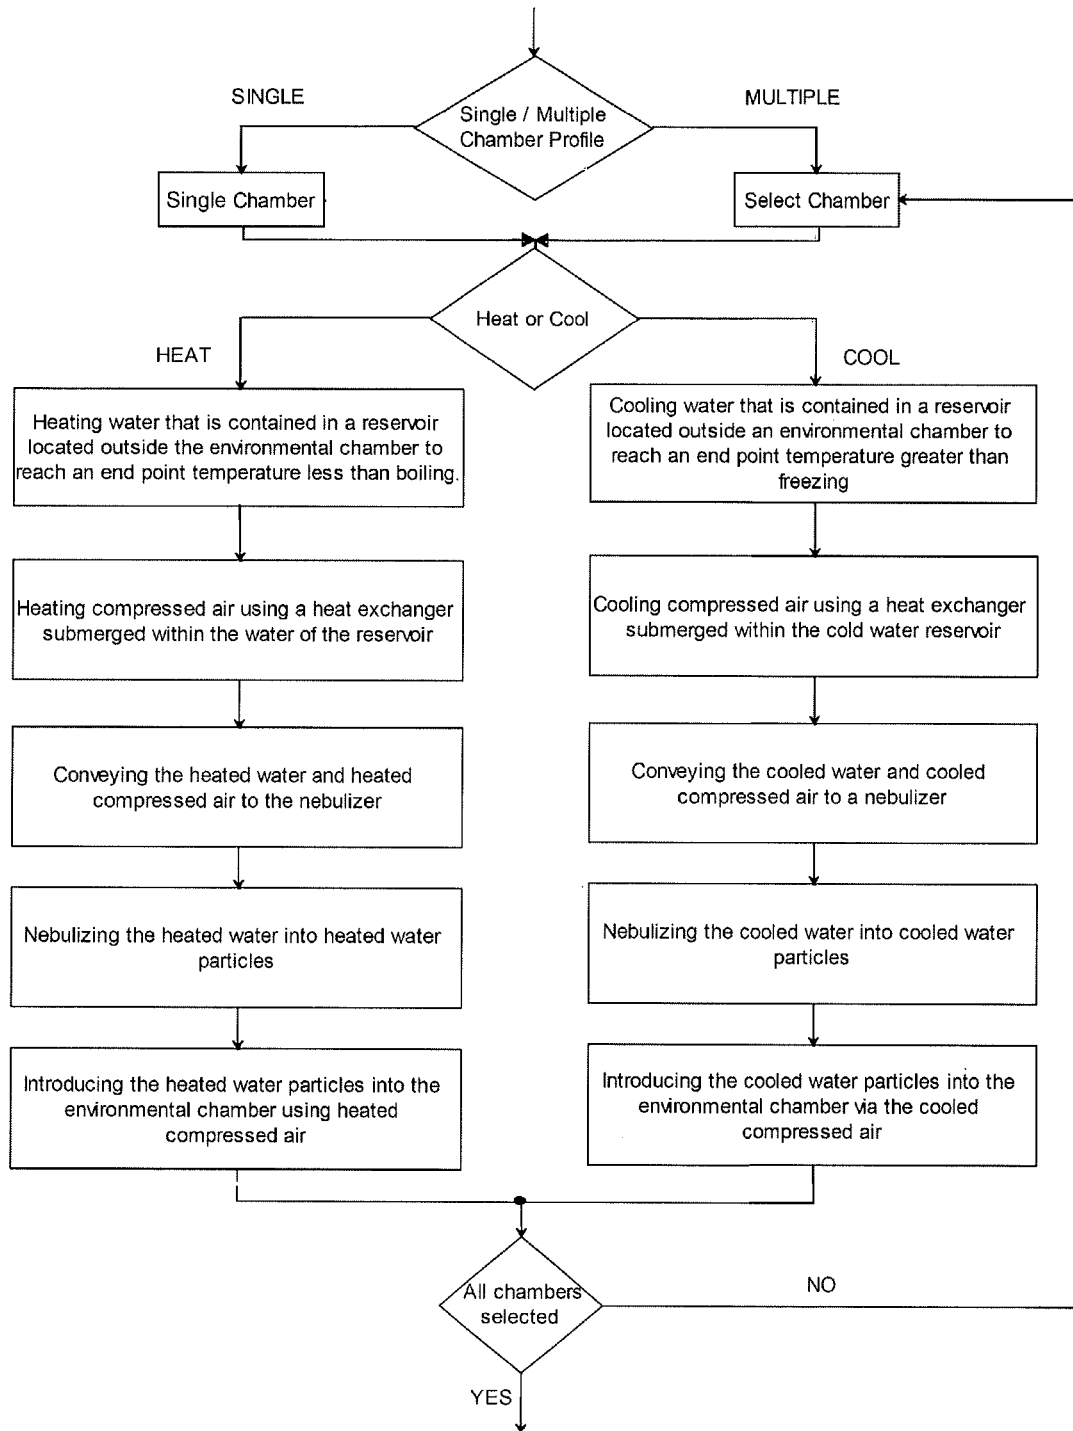 SINGLE
MULTIPLE
Single / Multiple
Chamber Profile
Single Chamber
Select Chamber
Heat or Cool
HEAT
COOL
Heating water that is contained in a reservoir
located outside the environmental chamber to
reach an end point temperature less than boiling.
Cooling water that is contained in a reservoir
located outside an environmental chamber to
reach an end point temperature greater than
freezing
Heating compressed air using a heat exchanger
submerged within the water of the reservoir
Cooling compressed air using a heat exchanger
submerged within the cold water reservoir
Conveying the heated water and heated
compressed air to the nebulizer
Conveying the cooled water and cooled
compressed air to a nebulizer
Nebulizing the heated water into heated water
particles
Nebulizing the cooled water into cooled water
particles
Introducing the heated water particles into the
environmental chamber using heated
compressed air
Introducing the cooled water particles into the
environmental chamber via the cooled
compressed air
All chambers
selected
NO
YES